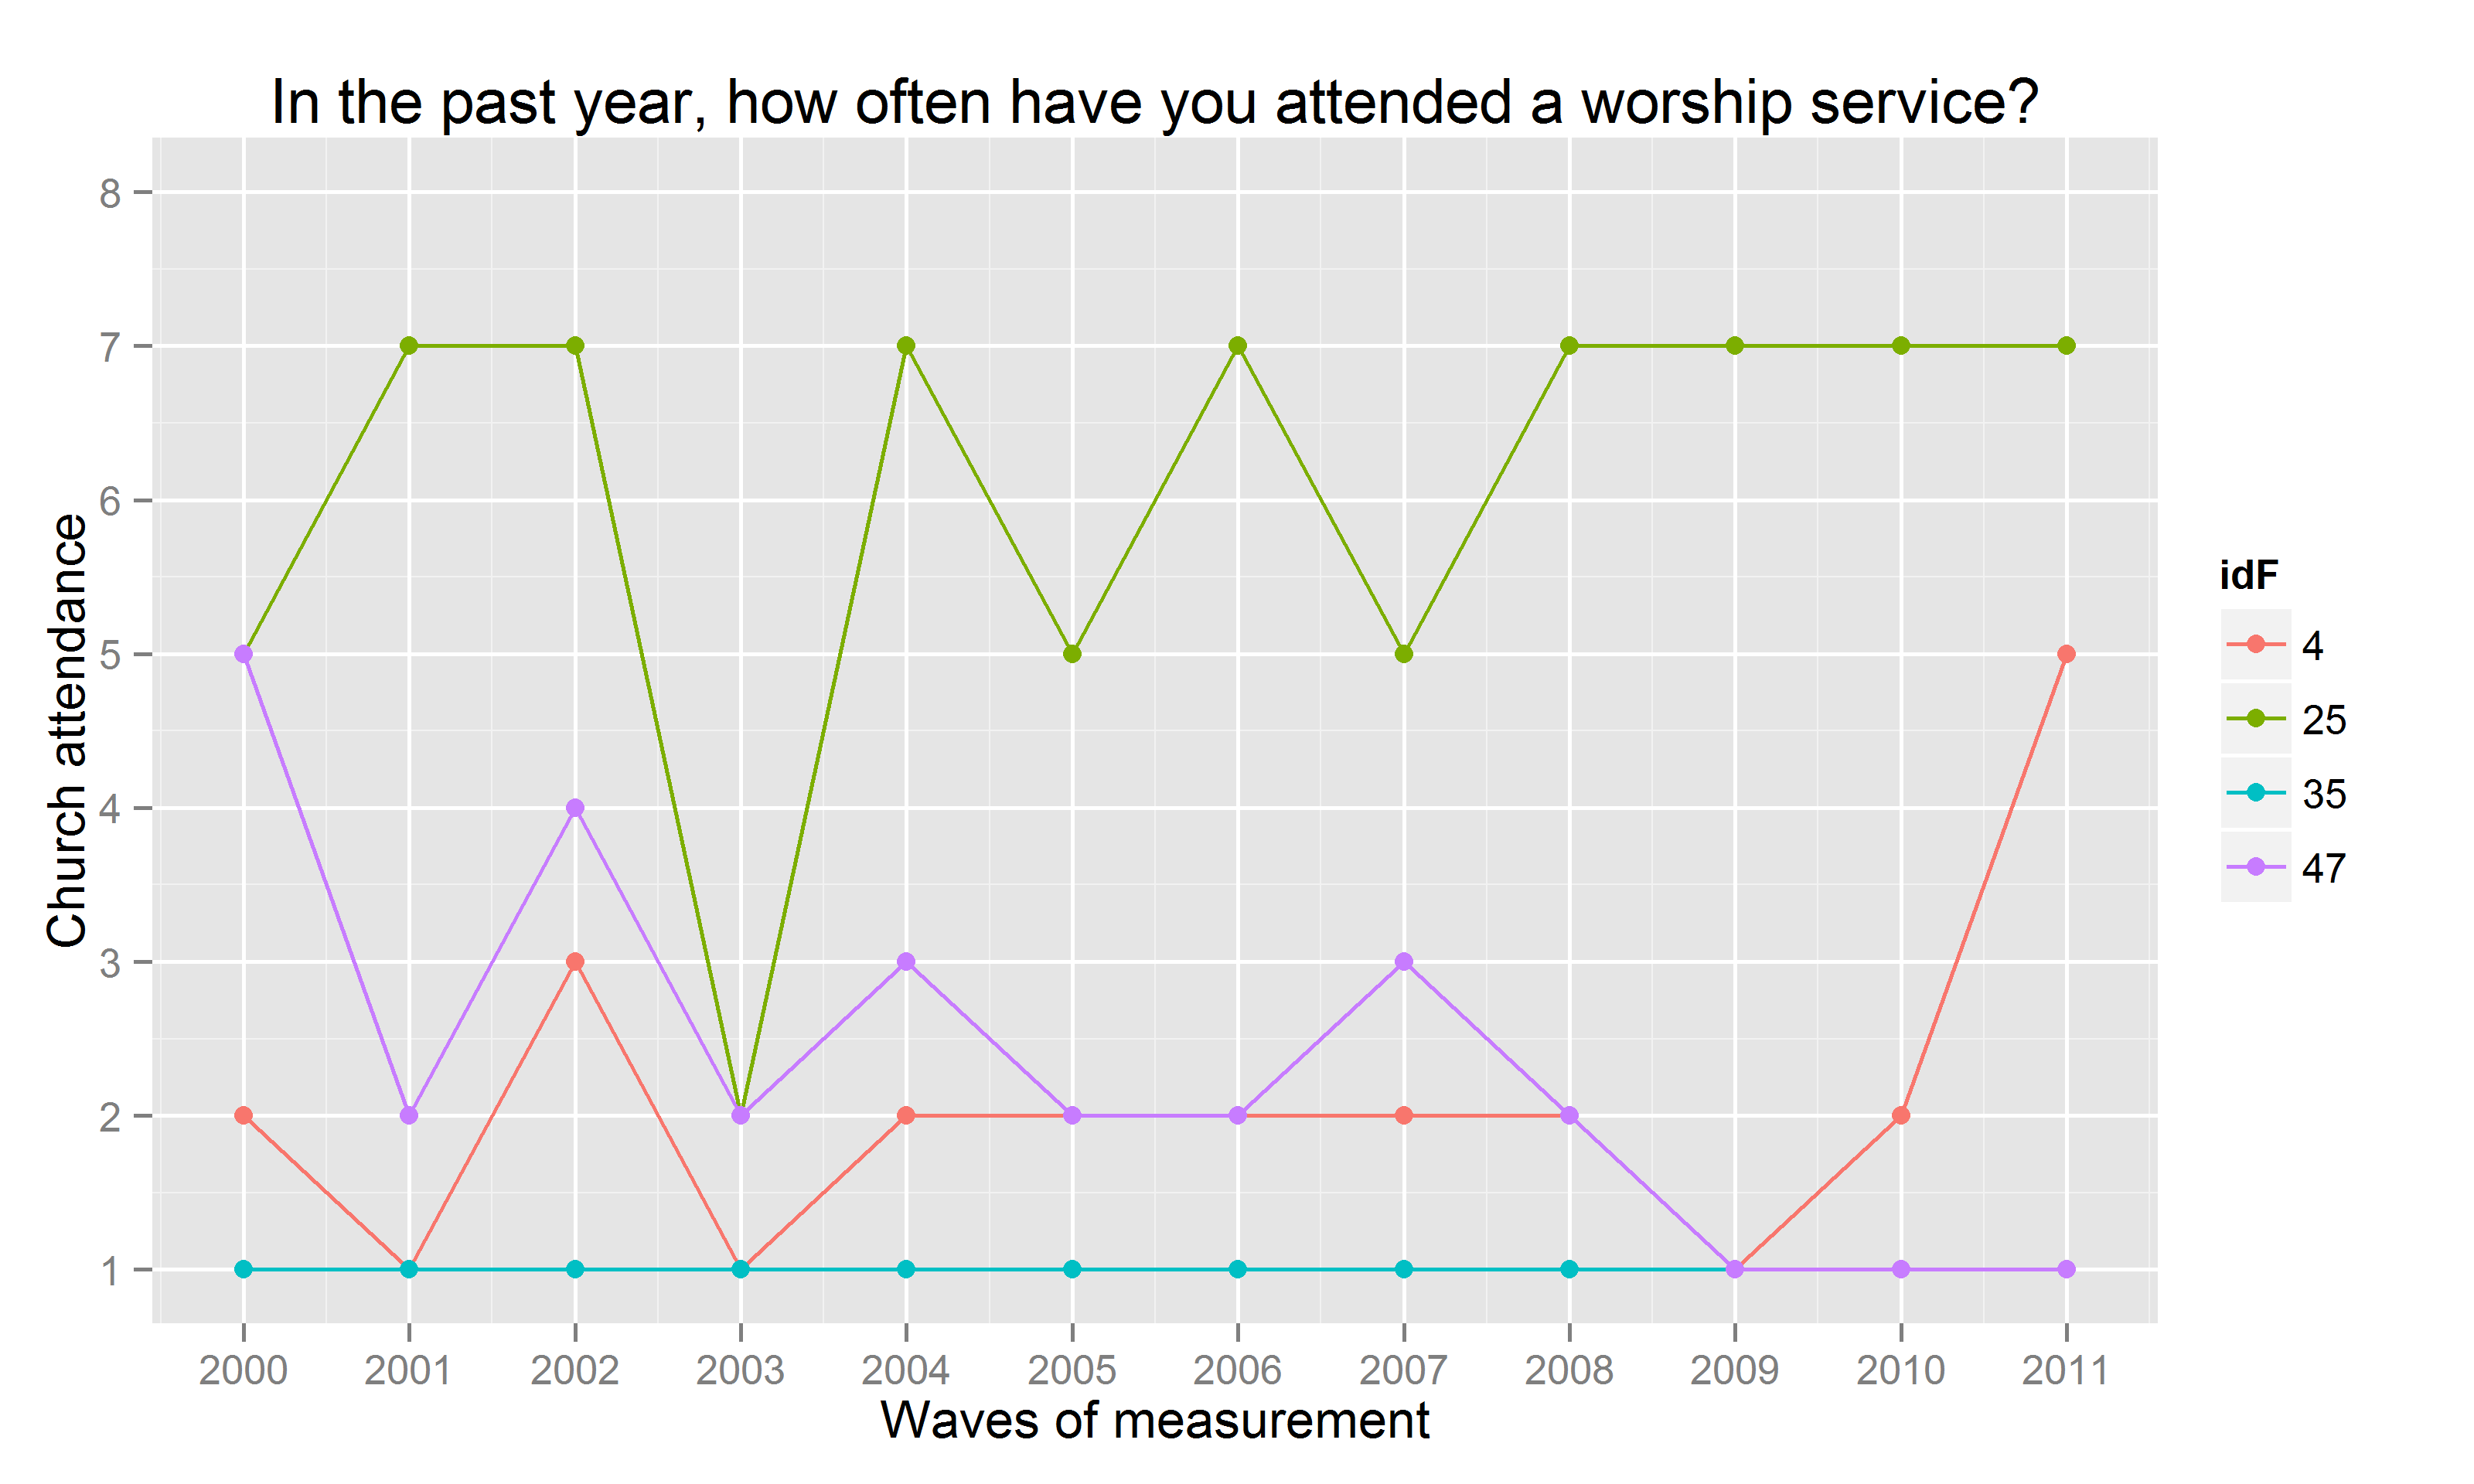 In the past year, how often have you attended a worship service?
Church attendance
8
7
6
5
4
3
2
1
2000 2001 2002 2003 2004 2005 2006 2007 2008 2009 2010 2011
Waves of measurement
idF
4
25
35
47